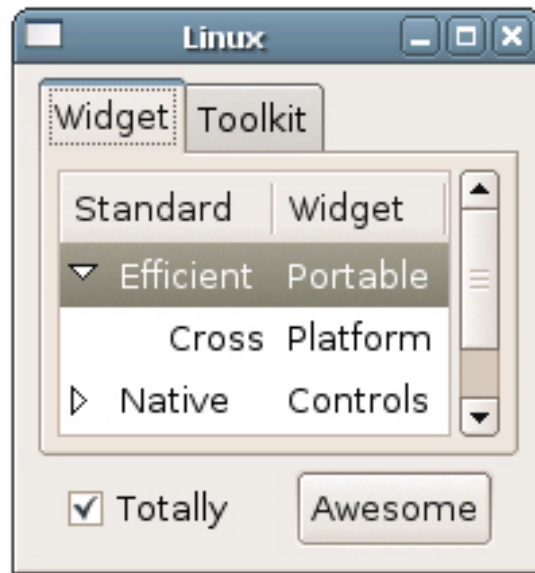 Linux
Widget Toolkit
Standard Widget
Efficient Portable
Cross Platform
Native Controls
Totally Awesome